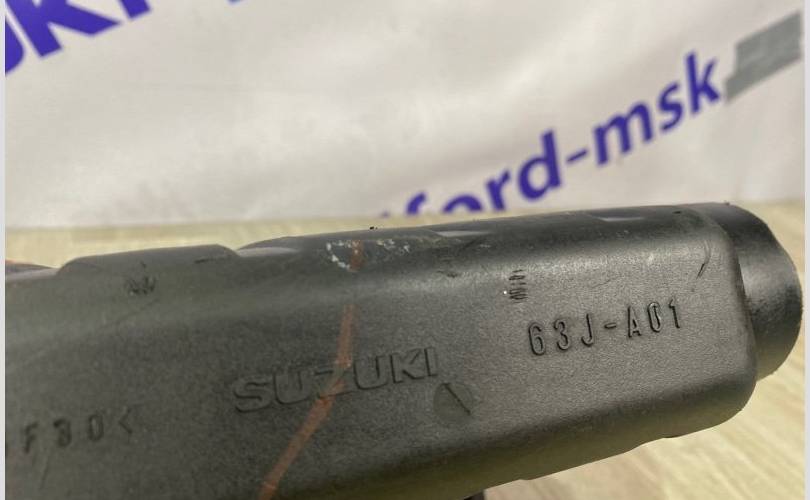 ford-msk
63J-A01
SUZUKI
F30<